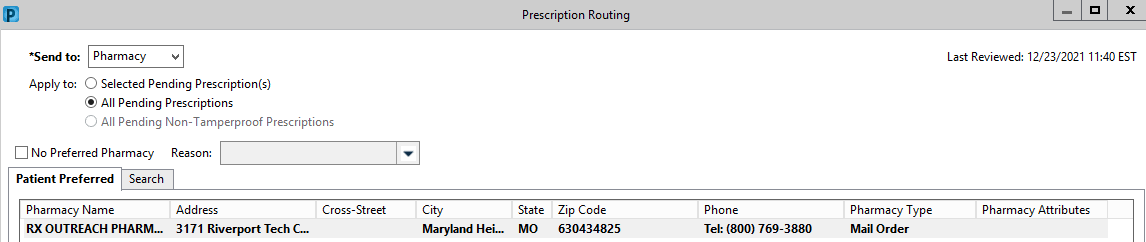 P Prescription Routing
*Send to: Pharmacy Last Reviewed: 12/23/2021 11:40 EST
Apply to: Selected Pending Prescription(s)
All Pending Prescriptions
All Pending Non-Tamperproof Prescriptions
No Preferred Pharmacy Reason:
Patient Preferred Search
Pharmacy Name Address Cross-Street City State Zip Code Phone Pharmacy Type Pharmacy Attributes
RX OUTREACH PHARM... 3171 Riverport Tech C... Maryland Hei... MO 630434825 Tel: (800) 769-3880 Mail Order